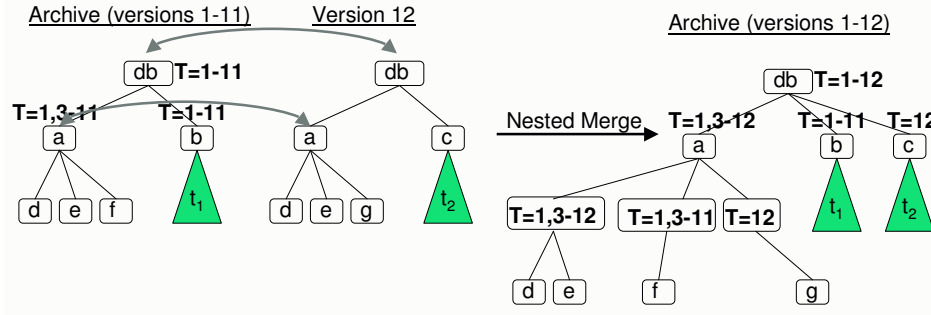 Archive (versions 1-11)
Version 12
Archive (versions 1-12)
db T=1-11
db
db T=1-12
T=1,3-11
T=1-11
Nested Merge
T=1,3-12
T=1-11
T=12
a
b
a
c
a
b
c
d
e
f
t1
d
e
g
t2
T=1,3-12
T=1,3-11
T=12
t1
t2
d
e
f
g